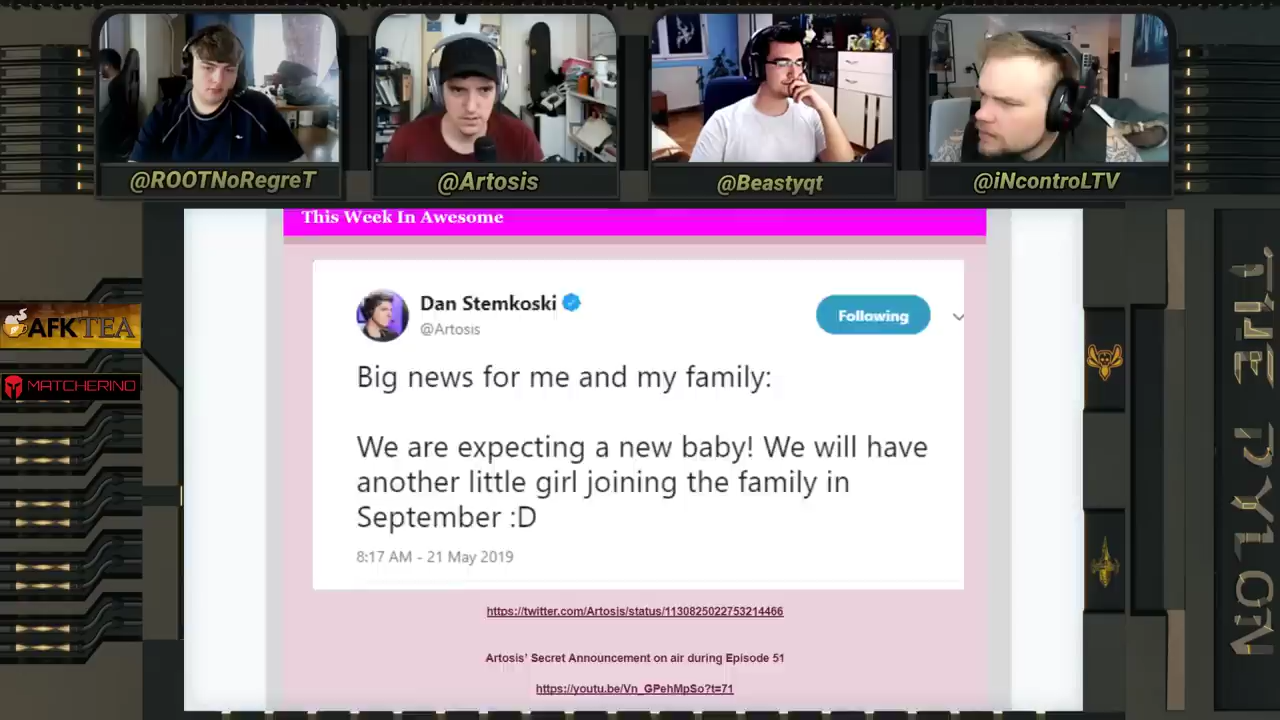 @ROOTNoRegreT
@Artosis
@Beastyqt
@iNcontroLTV
This Week In Awesome
Dan Stemkoski
@Artosis
Following
Big news for me and my family:
We are expecting a new baby! We will have
another little girl joining the family in
September :D
8:17 AM - 21 May 2019
https://twitter.com/Artosis/status/1130825022753214466
Artosis' Secret Announcement on air during Episode 51
https://youtu.be/Vn_GPehMpSo?t=71
AFKTEA
MATCHERINO
THE PYLON